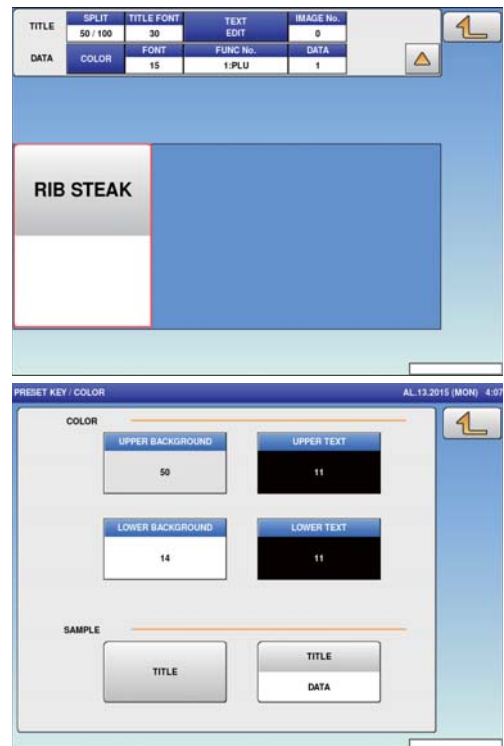 TITLE SPLIT TITLE FONT TEXT EDIT IMAGE No.
50 / 100 30 0
DATA COLOR FONT FUNC No. DATA
15 1:PLU 1
RIB STEAK
PRESET KEY / COLOR AL.13.2015 (MON) 4:07
COLOR
UPPER BACKGROUND UPPER TEXT
50 11
LOWER BACKGROUND LOWER TEXT
14 11
SAMPLE
TITLE TITLE
DATA